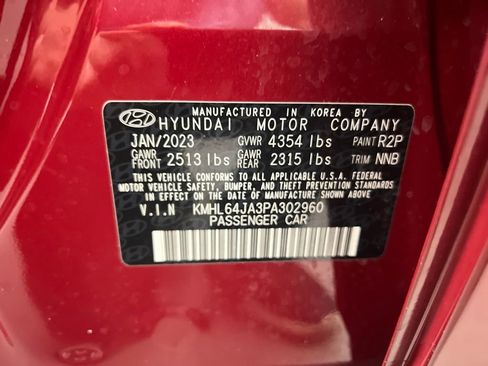 MANUFACTURED IN KOREA BY
HYUNDAI MOTOR COMPANY
JAN/2023 GVWR 4354 lbs PAINT R2P
GAWR FRONT 2513 lbs GAWR REAR 2315 lbs TRIM NNB
THIS VEHICLE CONFORMS TO ALL APPLICABLE U.S.A. FEDERAL
MOTOR VEHICLE SAFETY, BUMPER, AND THEFT PREVENTION
STANDARDS IN EFFECT ON THE DATE OF MANUFACTURE SHOWN ABOVE
V.I.N KMHL64JA3PA302960
PASSENGER CAR